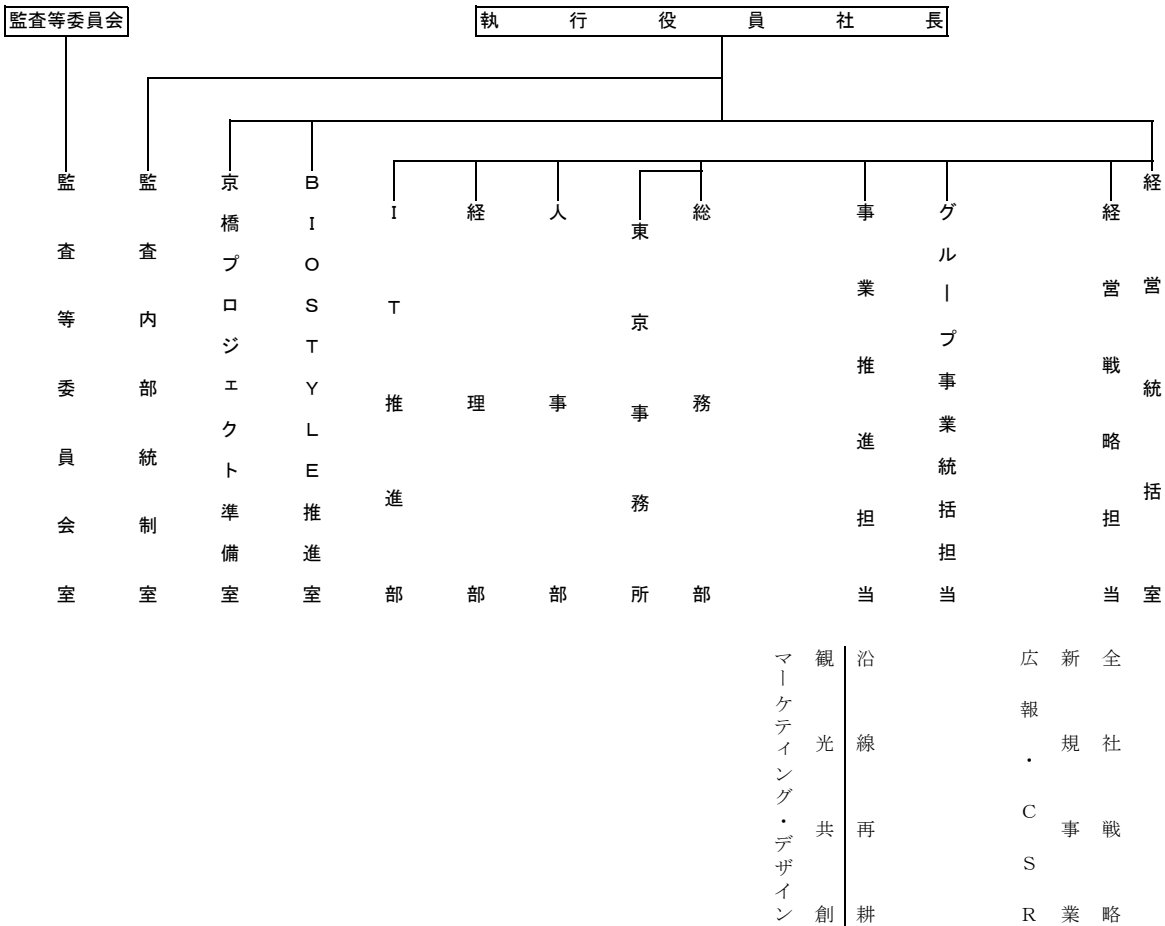 監査等委員会
執行役員社長
経営統括室
経営戦略担当
グループ事業統括担当
事業推進担当
総務部
東京事務所
人事部
経理部
IT推進部
BIOSTYLE推進室
京橋プロジェクト準備室
監査内部統制室
監査等委員会室
全社戦略
新規事業
広報・CSR
沿線再耕
観光共創
マーケティング・デザイン